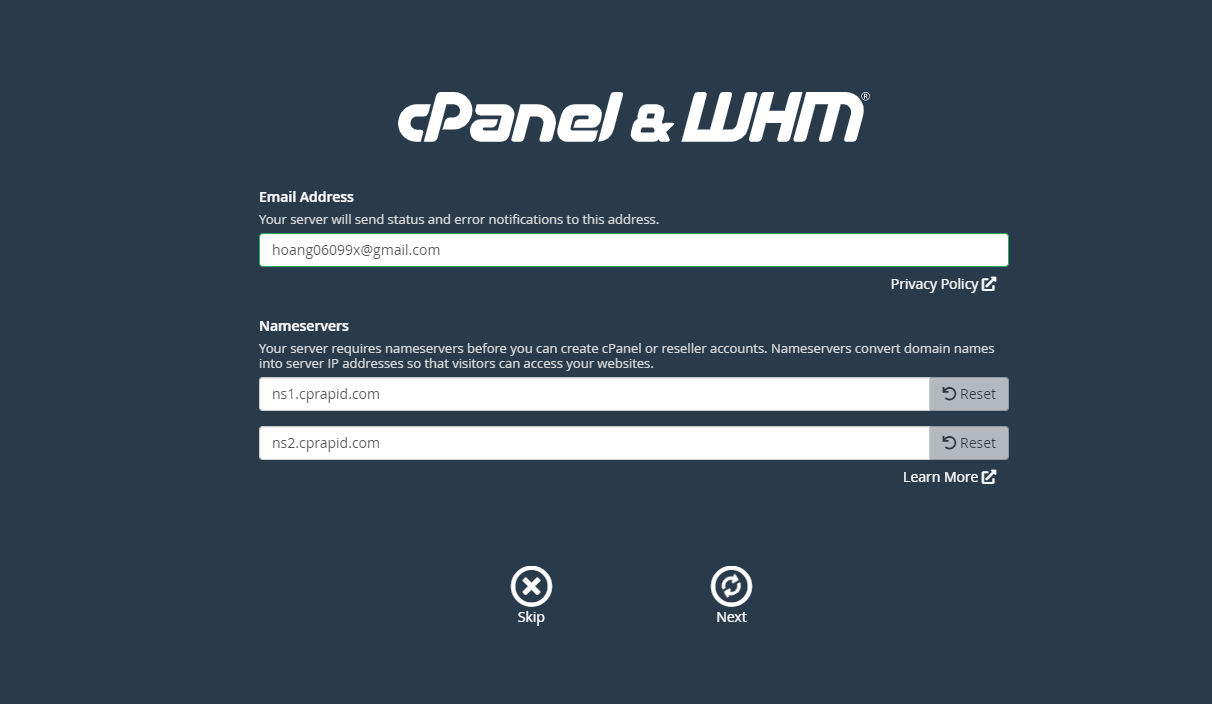 cPanel & WHM®
Email Address
Your server will send status and error notifications to this address.
hoang06099x@gmail.com
Privacy Policy
Nameservers
Your server requires nameservers before you can create cPanel or reseller accounts. Nameservers convert domain names
into server IP addresses so that visitors can access your websites.
ns1.cprapid.com Reset
ns2.cprapid.com Reset
Learn More
Skip Next